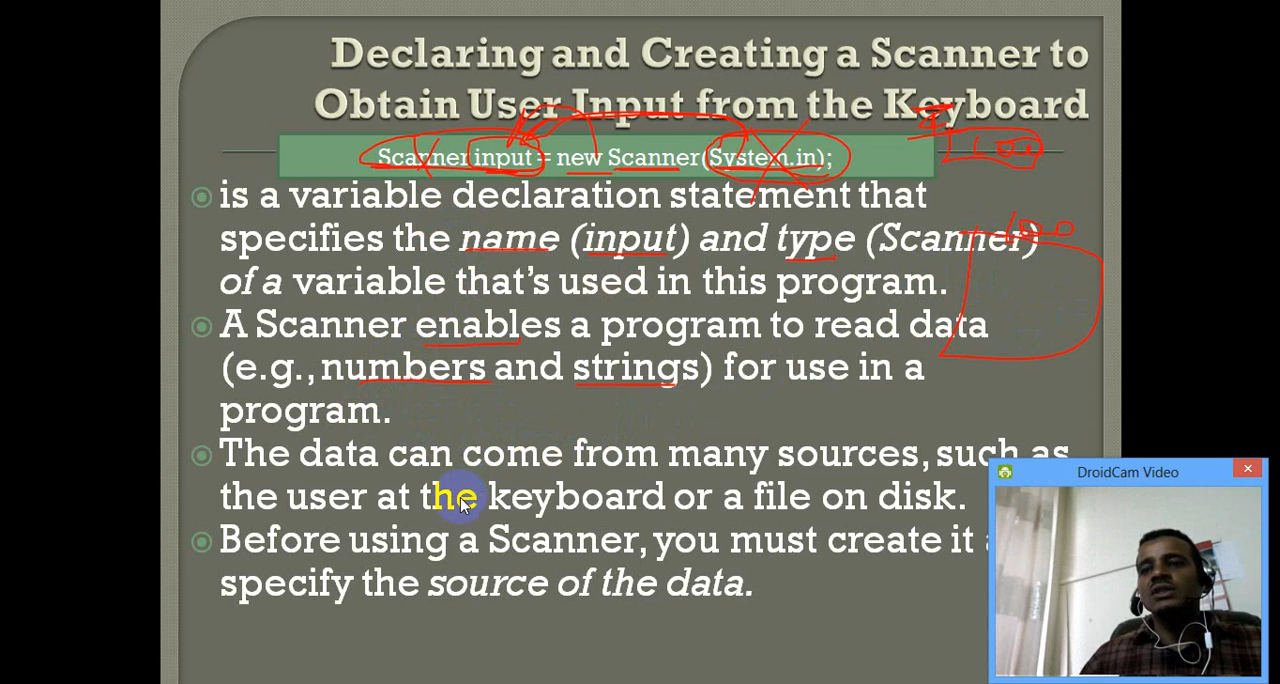 Declaring and Creating a Scanner to
Obtain User Input from the Keyboard
Scanner input = new Scanner(System.in);
is a variable declaration statement that
specifies the name (input) and type (Scanner)
of a variable that's used in this program.
A Scanner enables a program to read data
(e.g., numbers and strings) for use in a
program.
The data can come from many sources, such as
the user at the keyboard or a file on disk.
Before using a Scanner, you must create it
specify the source of the data.
DroidCam Video